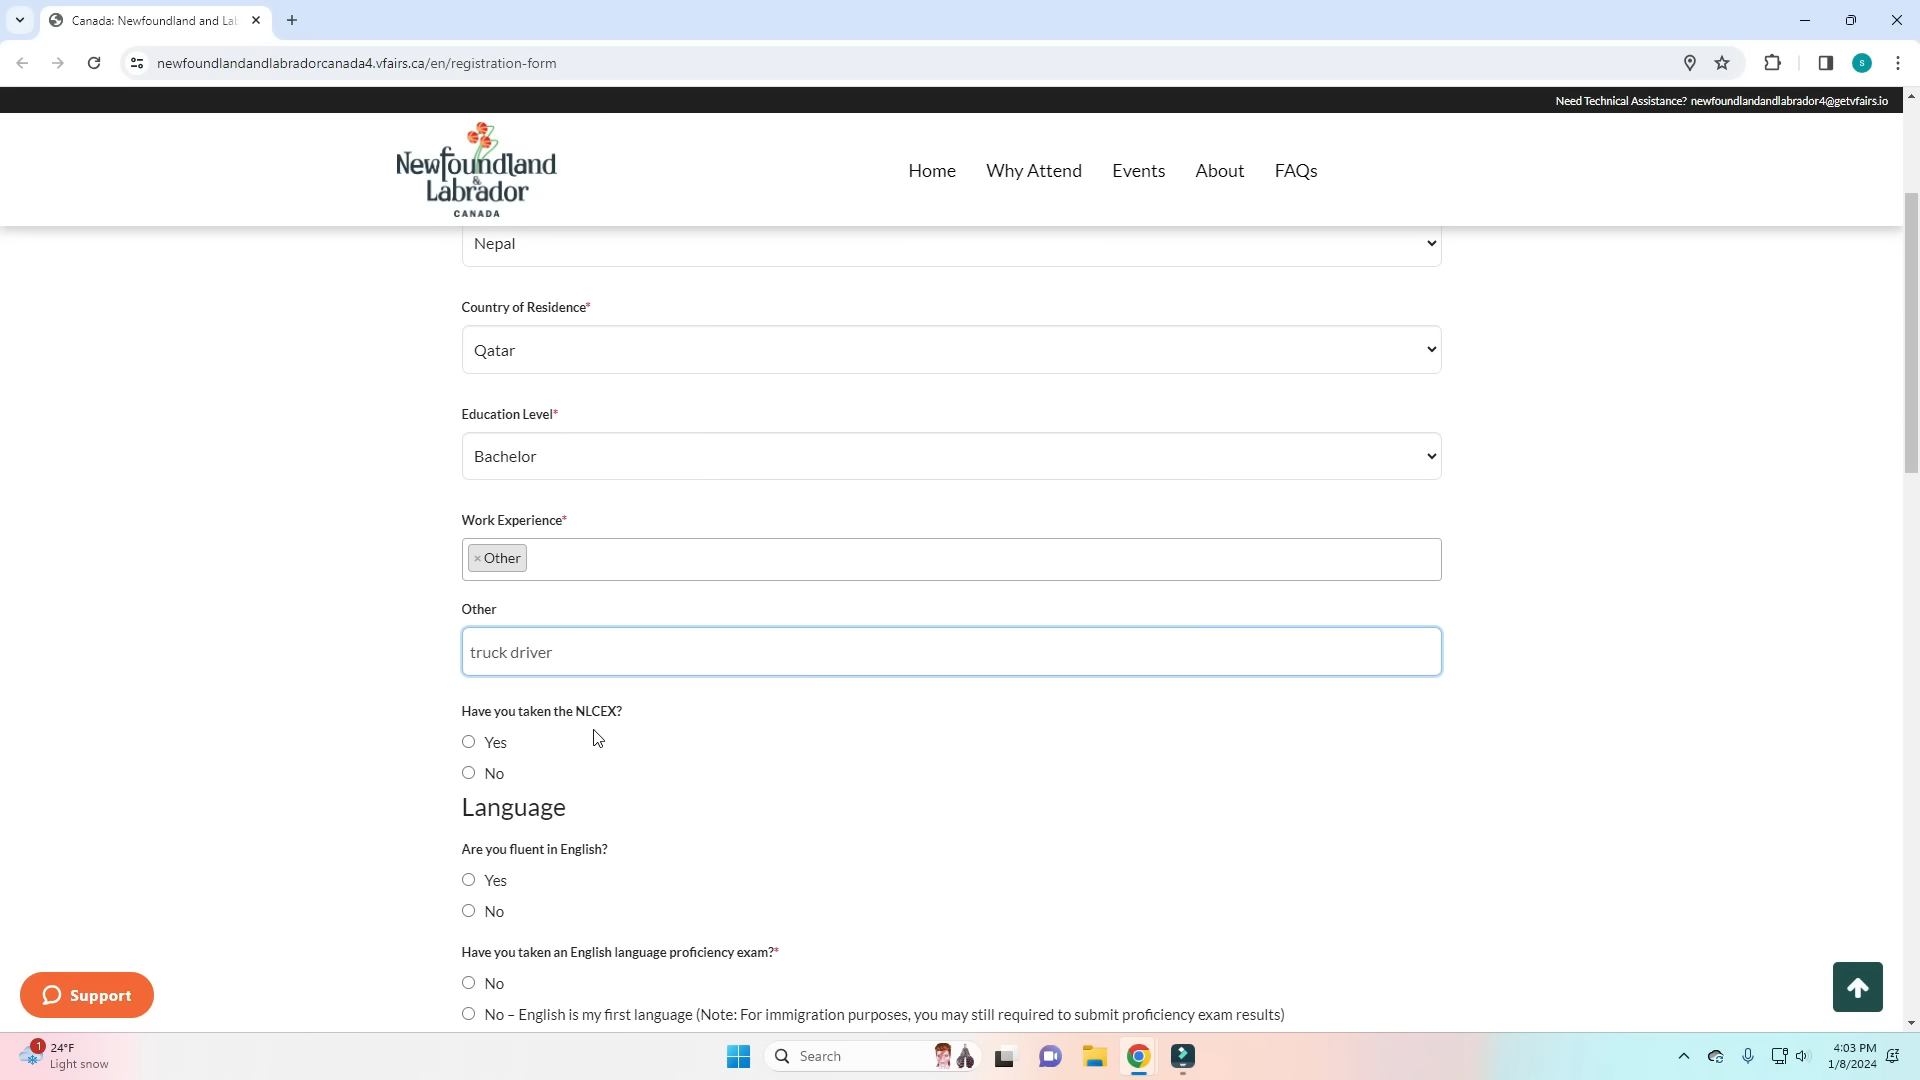 Canada: Newfoundland and Lab
newfoundlandandlabradorcanada4.vfairs.ca/en/registration-form
s
Need Technical Assistance? newfoundlandandlabrador4@getvfairs.io
Newfoundland
&
Labrador
CANADA
Home Why Attend Events About FAQs
Nepal
Country of Residence*
Qatar
Education Level*
Bachelor
Work Experience*
× Other
Other
truck driver
Have you taken the NLCEX?
Yes
No
Language
Are you fluent in English?
Yes
No
Have you taken an English language proficiency exam?*
No
No – English is my first language (Note: For immigration purposes, you may still required to submit proficiency exam results)
Support
1
24°F
Light snow
Search
4:03 PM
1/8/2024